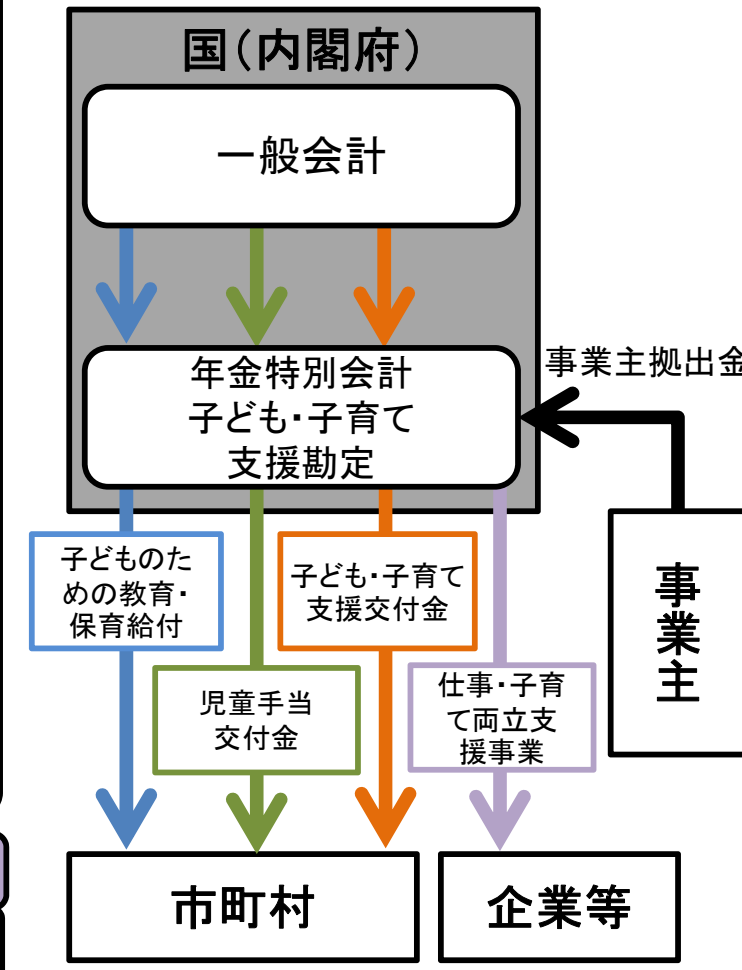 国(内閣府)
一般会計
年金特別会計
子ども・子育て
支援勘定
事業主拠出金
子どものた
めの教育・
保育給付
子ども・子育て
支援交付金
児童手当
交付金
仕事・子育
て両立支
援事業
事業主
市町村
企業等